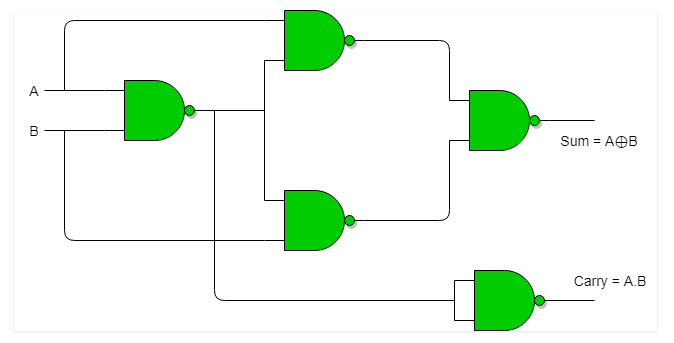 A
B
Sum = A⊕B
Carry = A.B